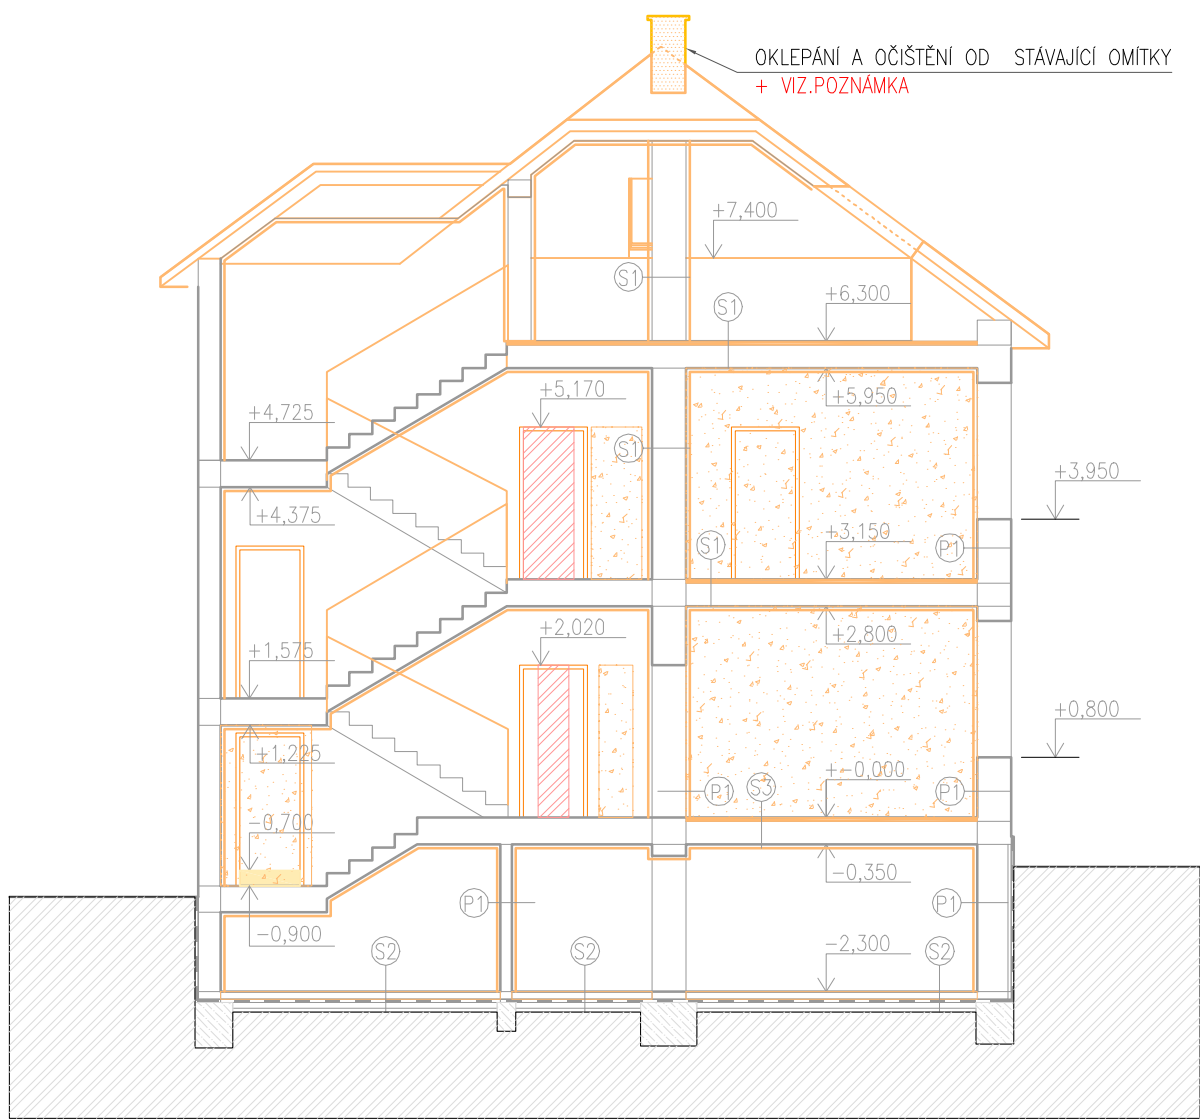 OKLEPÁNÍ A OČIŠTĚNÍ OD STÁVAJÍCÍ OMÍTKY
+ VIZ.POZNÁMKA
+7,400
S1
+6,300
S1
+5,170
+5,950
+4,725
S1
+3,950
+4,375
+3,150
S1
P1
+2,020
+2,800
+1,575
+0,800
+1,225
+-0,000
P1
S3
P1
-0,700
-0,350
P1
P1
-0,900
-2,300
S2
S2
S2